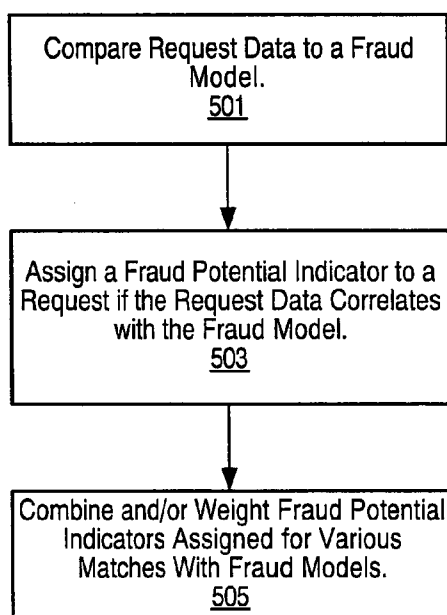 Compare Request Data to a Fraud
Model.
501
Assign a Fraud Potential Indicator to a
Request if the Request Data Correlates
with the Fraud Model.
503
Combine and/or Weight Fraud Potential
Indicators Assigned for Various
Matches With Fraud Models.
505